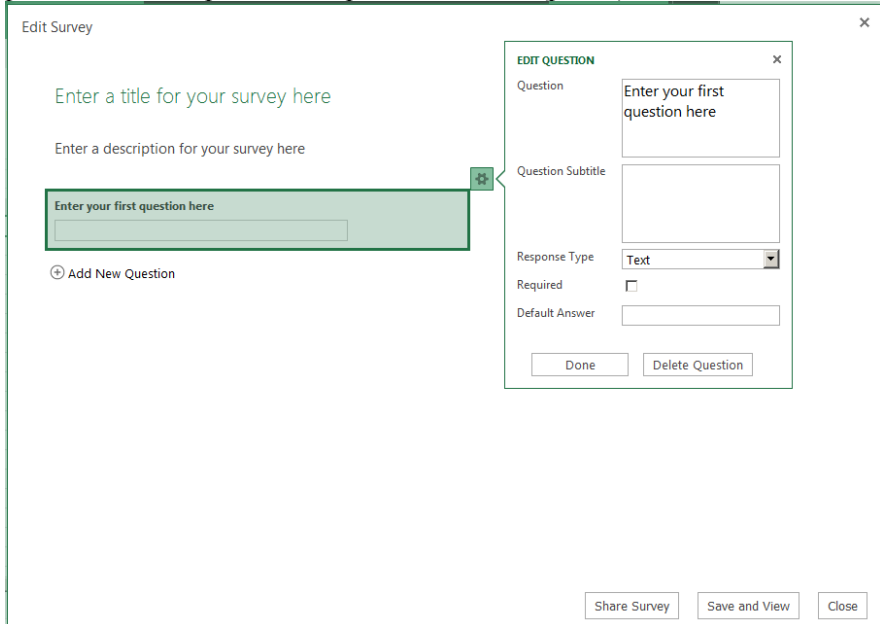 Edit Survey
Enter a title for your survey here
Enter a description for your survey here
Enter your first question here
Add New Question
EDIT QUESTION
Question
Enter your first
question here
Question Subtitle
Response Type
Text
Required
Default Answer
Done
Delete Question
Share Survey
Save and View
Close